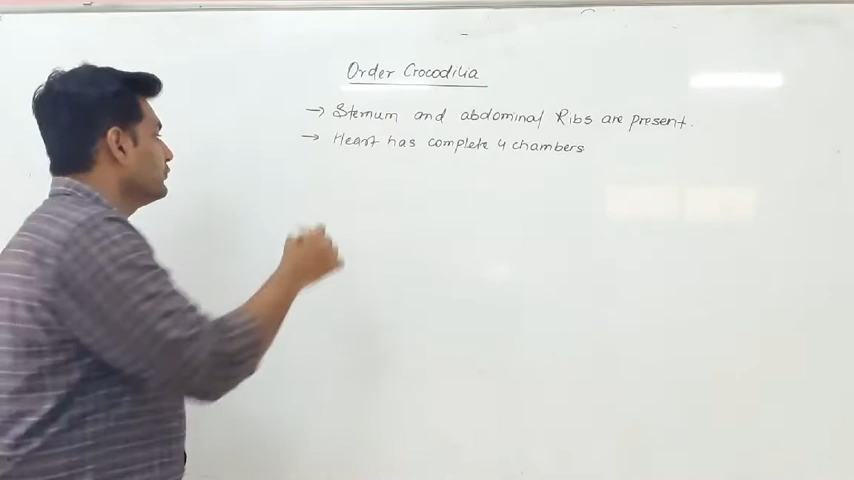 Order Crocodilia
→ Sternum and abdominal Ribs are present.
→ Heart has complete 4 chambers